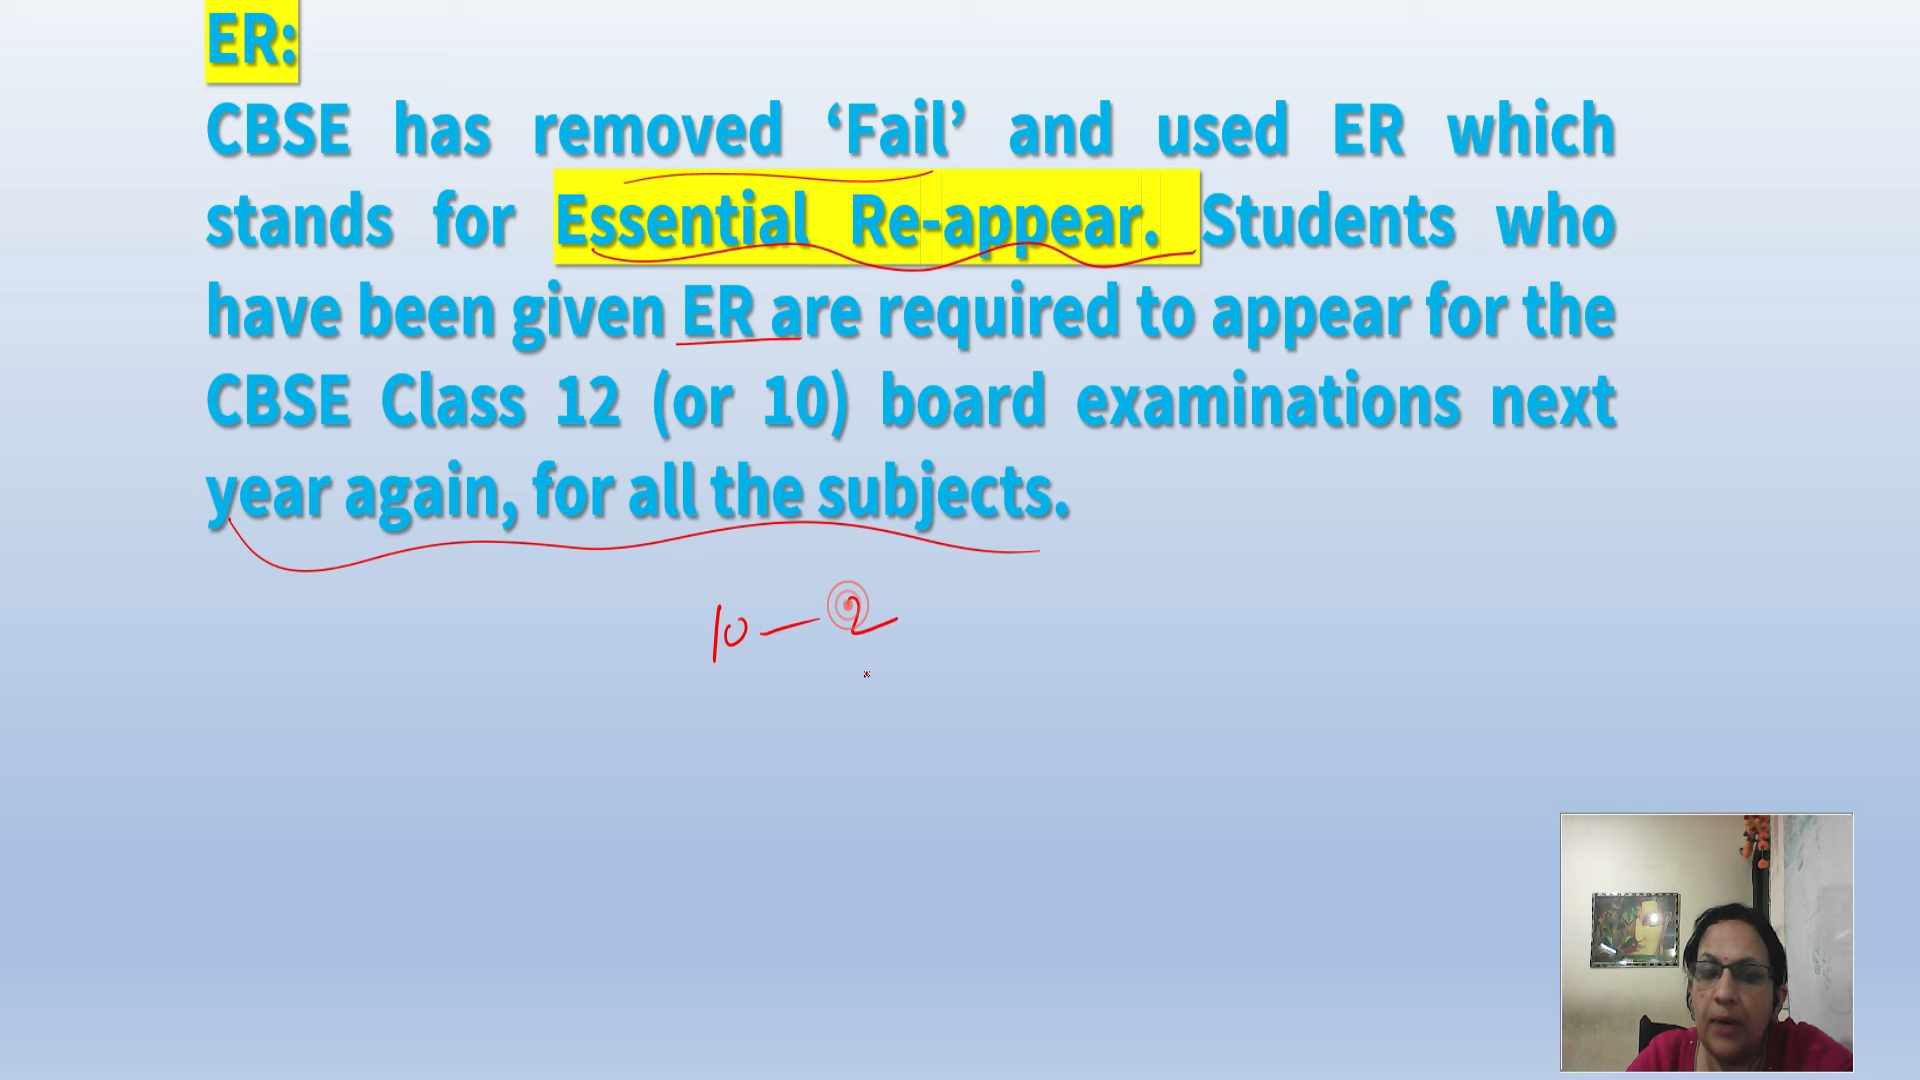 ER:
CBSE has removed ‘Fail’ and used ER which
stands for Essential Re-appear. Students who
have been given ER are required to appear for the
CBSE Class 12 (or 10) board examinations next
year again, for all the subjects.
10 — 2